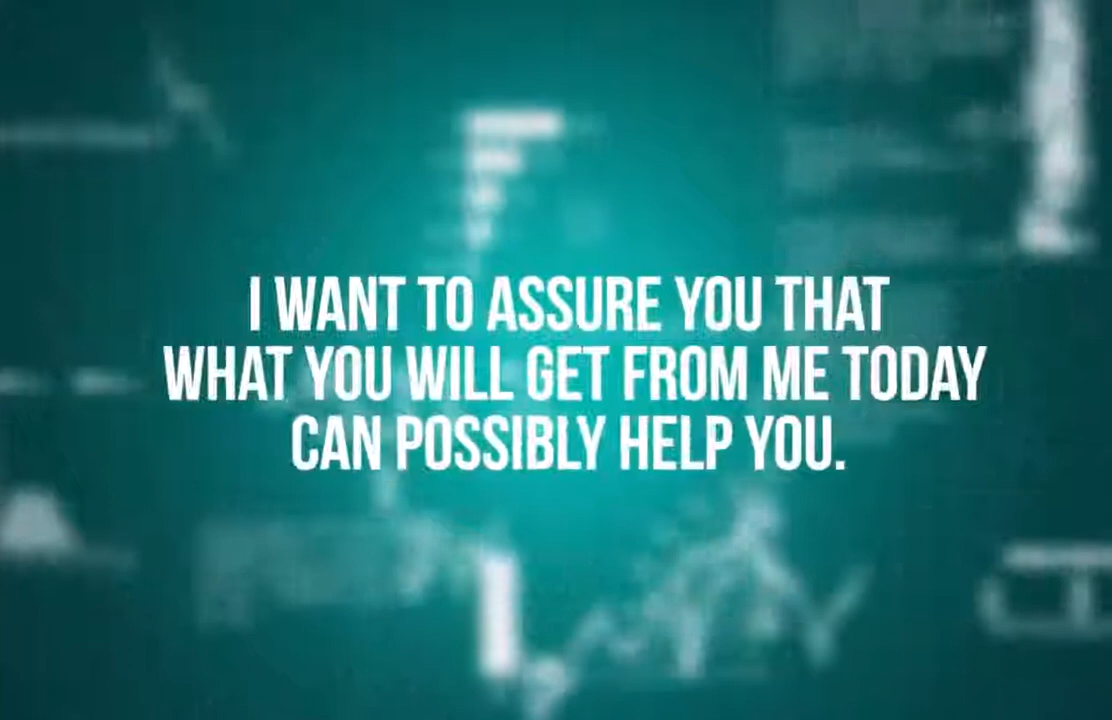 I WANT TO ASSURE YOU THAT
WHAT YOU WILL GET FROM ME TODAY
CAN POSSIBLY HELP YOU.